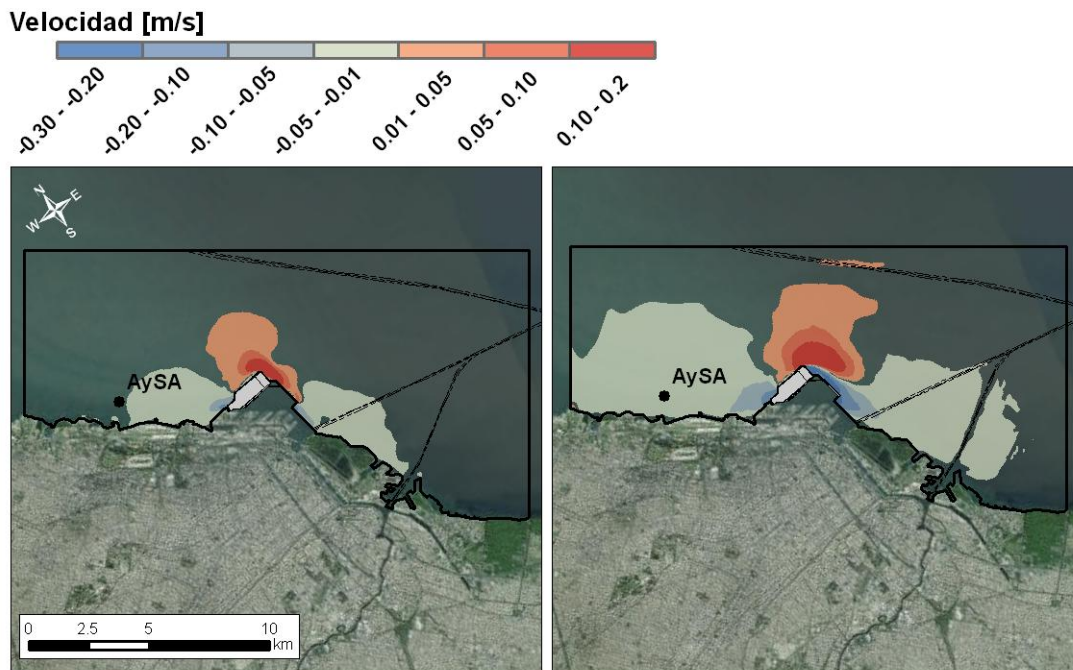 Velocidad [m/s]
-0.30 - -0.20
-0.20 - -0.10
-0.10 - -0.05
-0.05 - -0.01
0.01 - 0.05
0.05 - 0.10
0.10 - 0.2
N
E
W
S
AySA
AySA
0 2.5 5 10
km